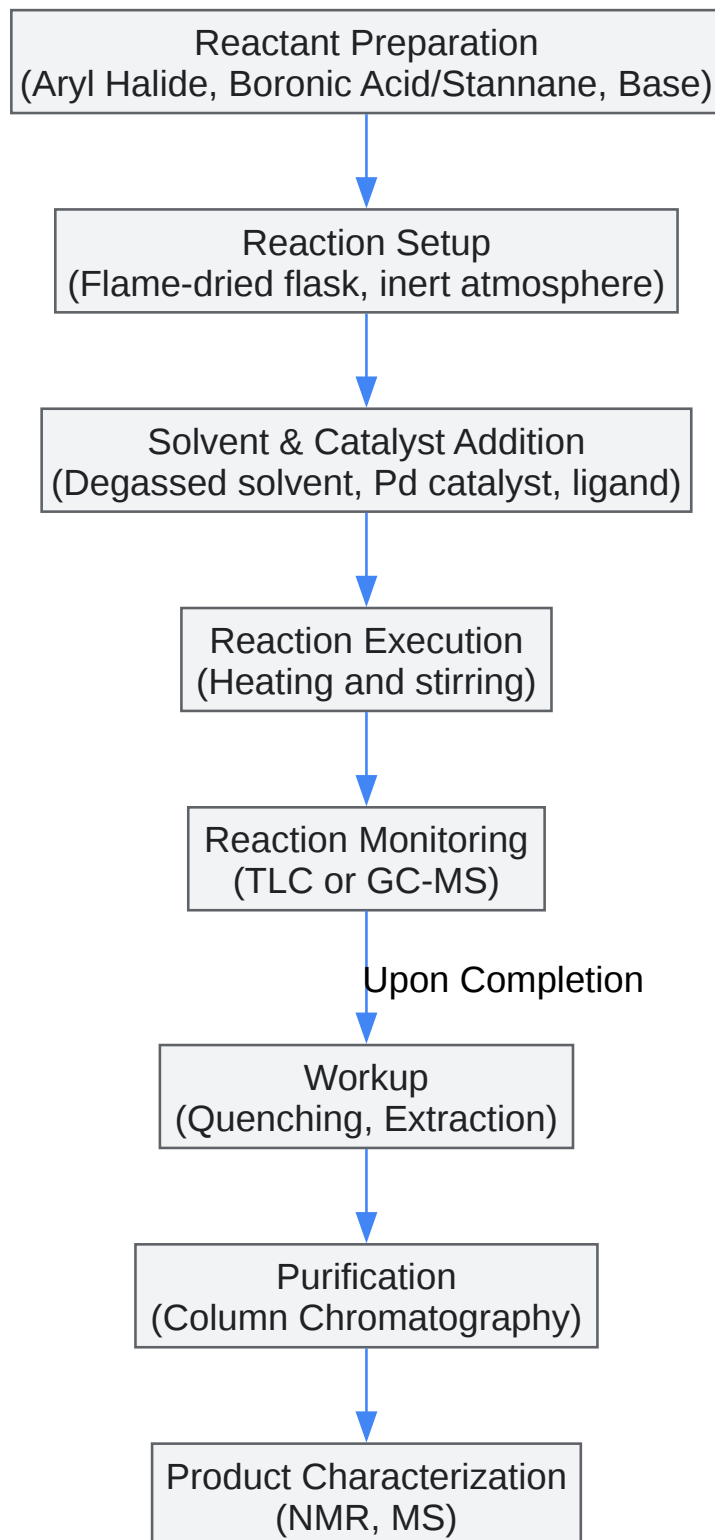 Reactant Preparation
(Aryl Halide, Boronic Acid/Stannane, Base)
Reaction Setup
(Flame-dried flask, inert atmosphere)
Solvent & Catalyst Addition
(Degassed solvent, Pd catalyst, ligand)
Reaction Execution
(Heating and stirring)
Reaction Monitoring
(TLC or GC-MS)
Upon Completion
Workup
(Quenching, Extraction)
Purification
(Column Chromatography)
Product Characterization
(NMR, MS)